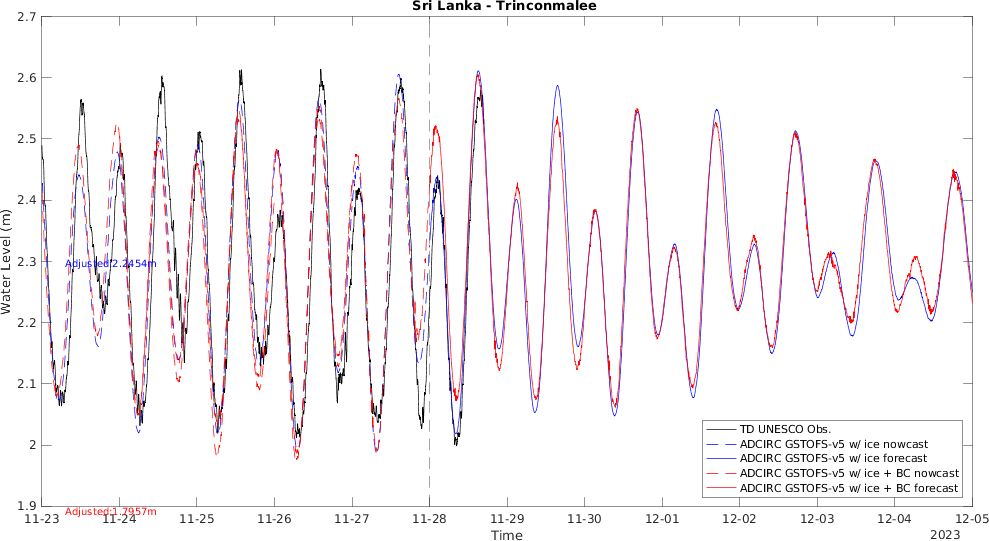 Sri Lanka - Trinconmalee
2.7
2.6
2.5
2.4
2.3
2.2
2.1
2
1.9
Water Level (m)
Adjusted:2.2454m
Adjusted:1.7957m
TD UNESCO Obs.
ADCIRC GSTOFS-v5 w/ ice nowcast
ADCIRC GSTOFS-v5 w/ ice forecast
ADCIRC GSTOFS-v5 w/ ice + BC nowcast
ADCIRC GSTOFS-v5 w/ ice + BC forecast
11-23 11-24 11-25 11-26 11-27 11-28 11-29 11-30 12-01 12-02 12-03 12-04 12-05
Time
2023